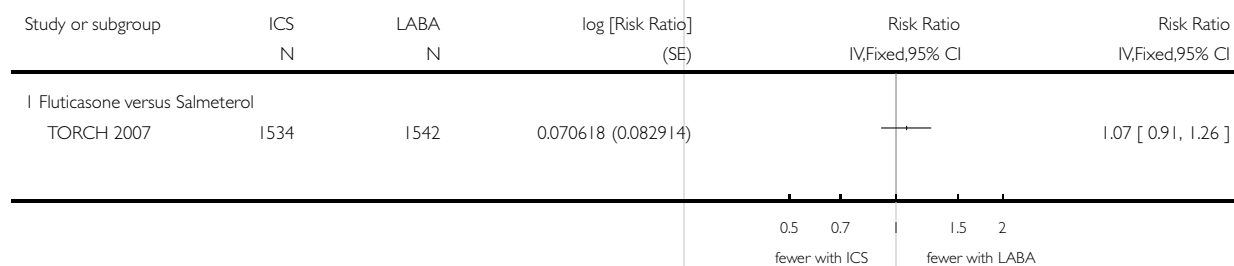 Study or subgroup ICS LABA log [Risk Ratio] Risk Ratio Risk Ratio
N N (SE) IV,Fixed,95% CI IV,Fixed,95% CI
1 Fluticasone versus Salmeterol
TORCH 2007 1534 1542 0.070618 (0.082914) 1.07 [ 0.91, 1.26 ]
0.5 0.7 1 1.5 2
fewer with ICS fewer with LABA